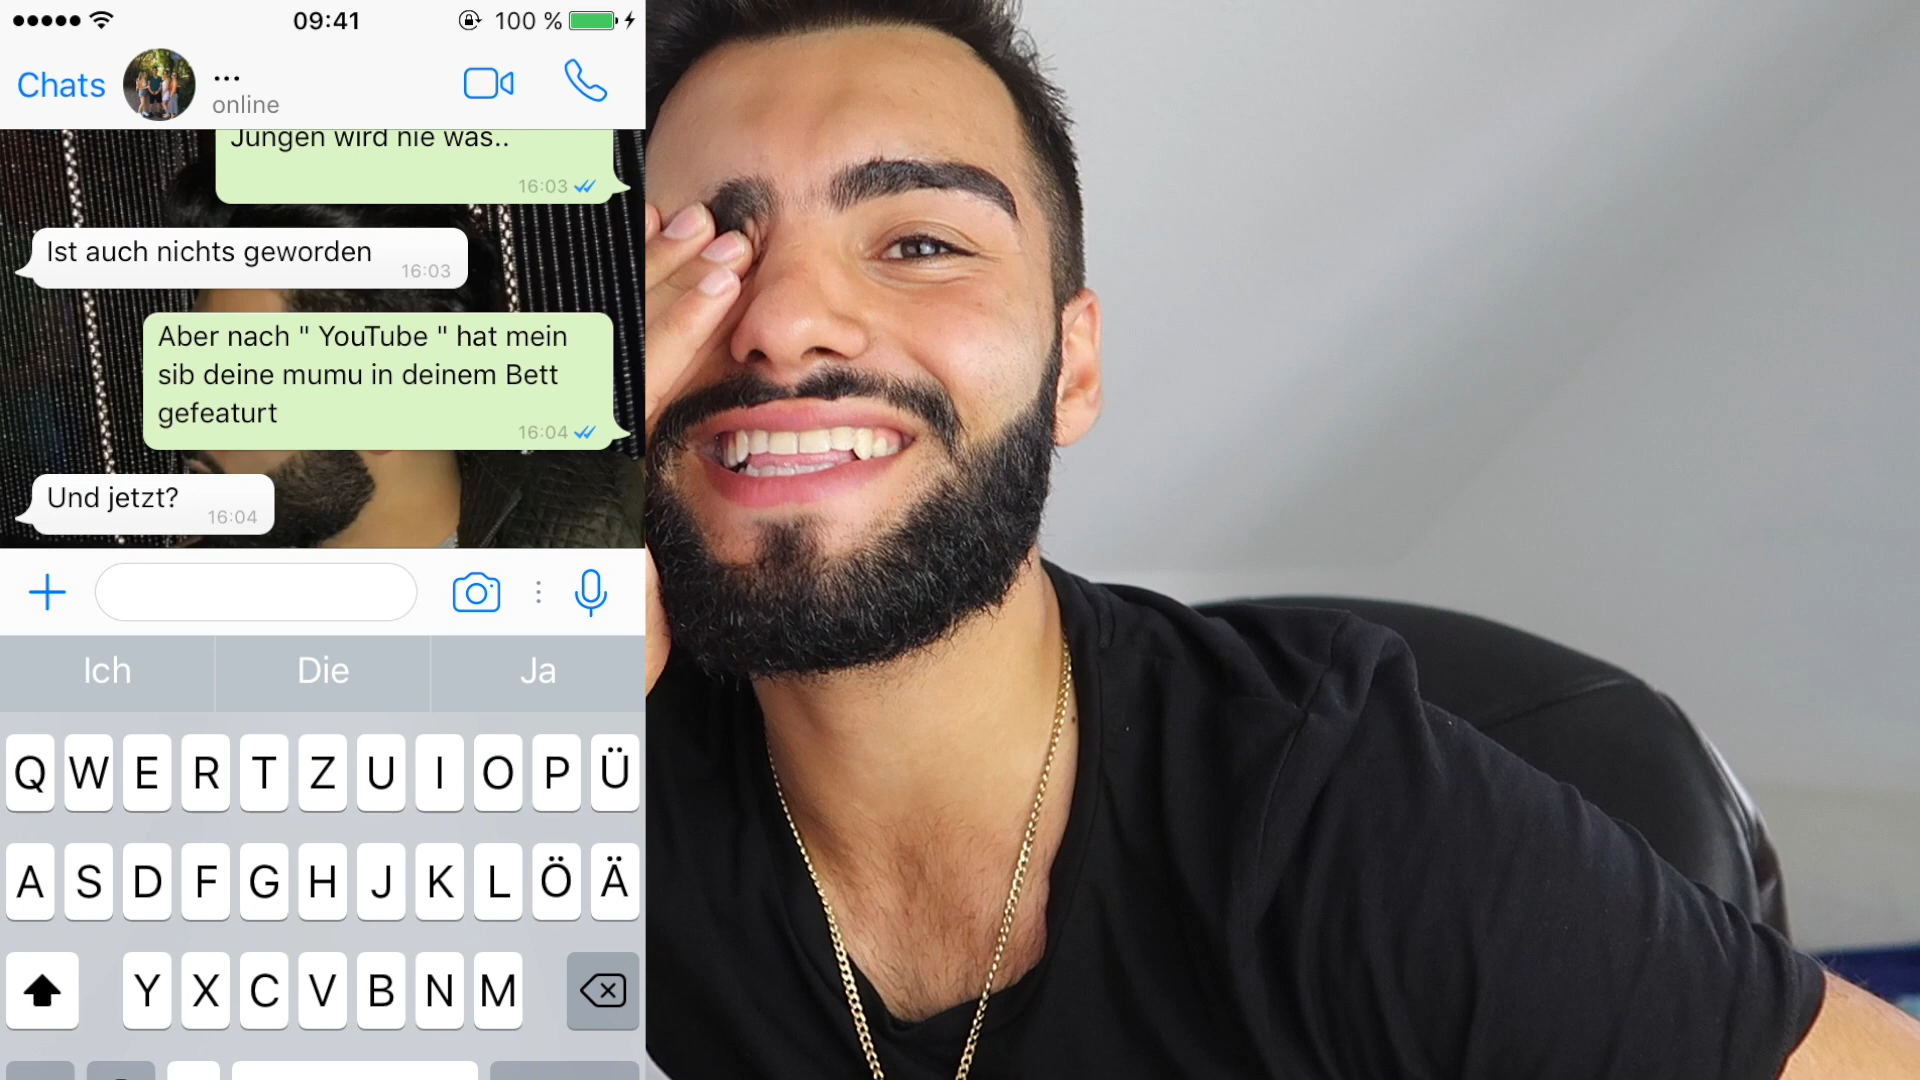 09:41 100 %
Chats ...
online
Jungen wird nie was..
16:03
Ist auch nichts geworden
16:03
Aber nach " YouTube " hat mein
sib deine mumu in deinem Bett
gefeaturt
16:04
Und jetzt?
16:04
Ich Die Ja
Q W E R T Z U I O P Ü
A S D F G H J K L Ö Ä
Y X C V B N M